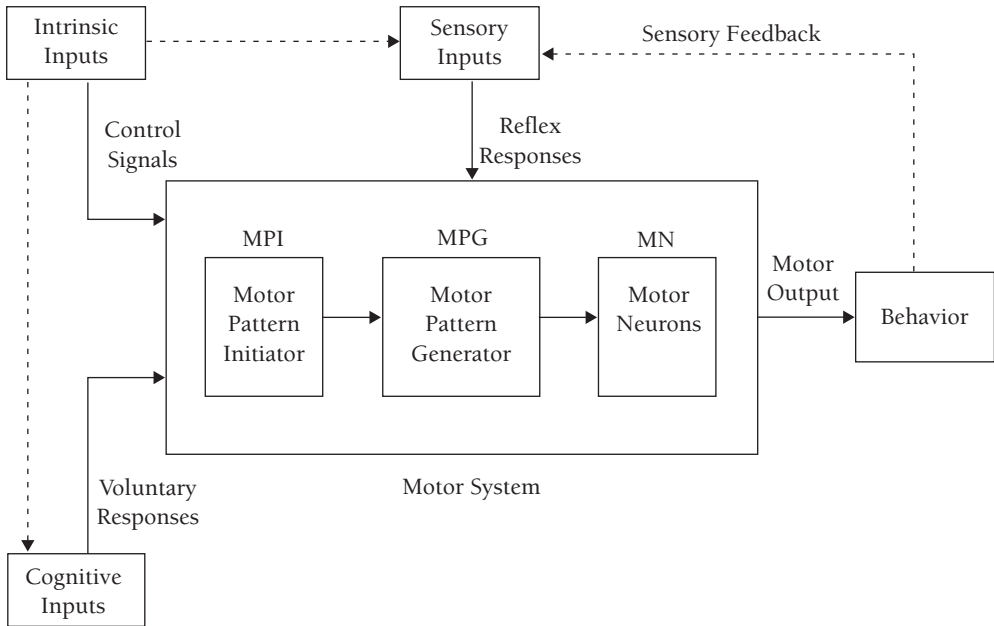 Intrinsic
Inputs
Sensory
Inputs
Sensory Feedback
Control
Signals
Reflex
Responses
MPI
MPG
MN
Motor
Pattern
Initiator
Motor
Pattern
Generator
Motor
Neurons
Motor
Output
Behavior
Voluntary
Responses
Motor System
Cognitive
Inputs